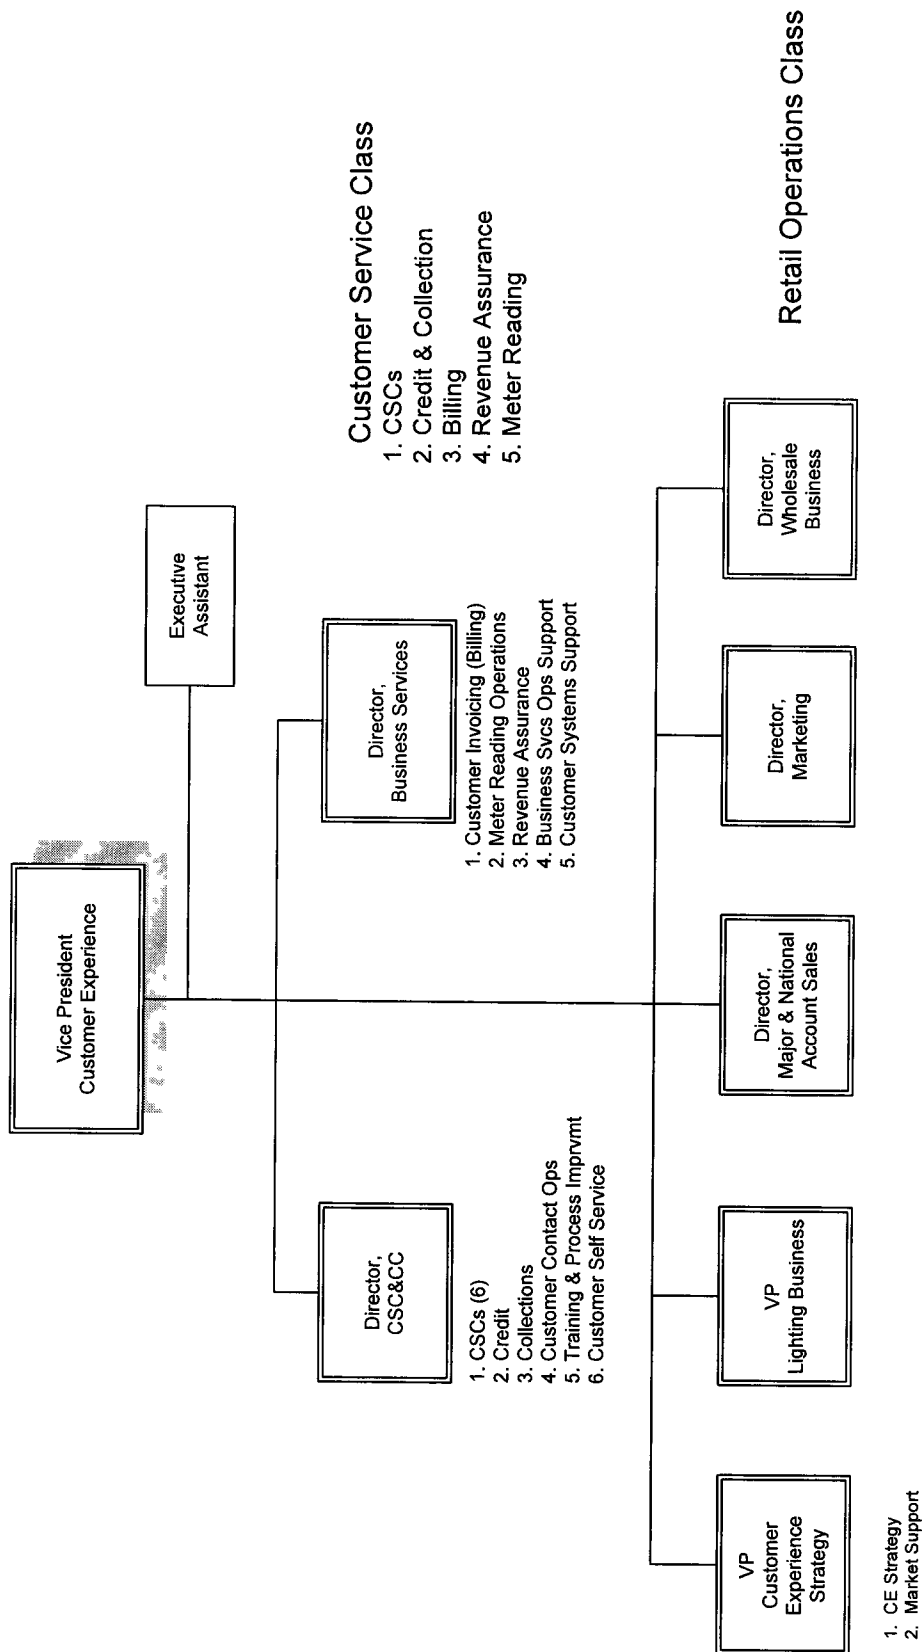 Vice President
Customer Experience
Executive
Assistant
Director,
CSC&CC
1. CSCs (6)
2. Credit
3. Collections
4. Customer Contact Ops
5. Training & Process Imprvmt
6. Customer Self Service
Director,
Business Services
1. Customer Invoicing (Billing)
2. Meter Reading Operations
3. Revenue Assurance
4. Business Svcs Ops Support
5. Customer Systems Support
Customer Service Class
1. CSCs
2. Credit & Collection
3. Billing
4. Revenue Assurance
5. Meter Reading
VP
Customer
Experience
Strategy
1. CE Strategy
2. Market Support
VP
Lighting Business
Director,
Major & National
Account Sales
Director,
Marketing
Director,
Wholesale
Business
Retail Operations Class